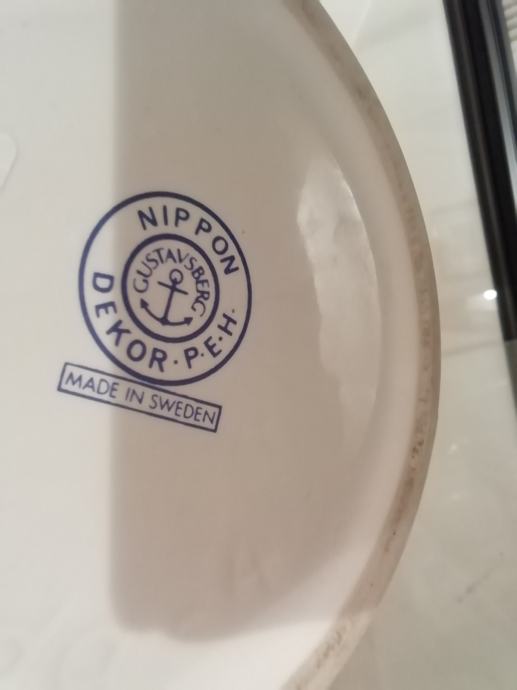 NIPPON
GUSTAVSBERG
DEKOR·P.E.H.
MADE IN SWEDEN